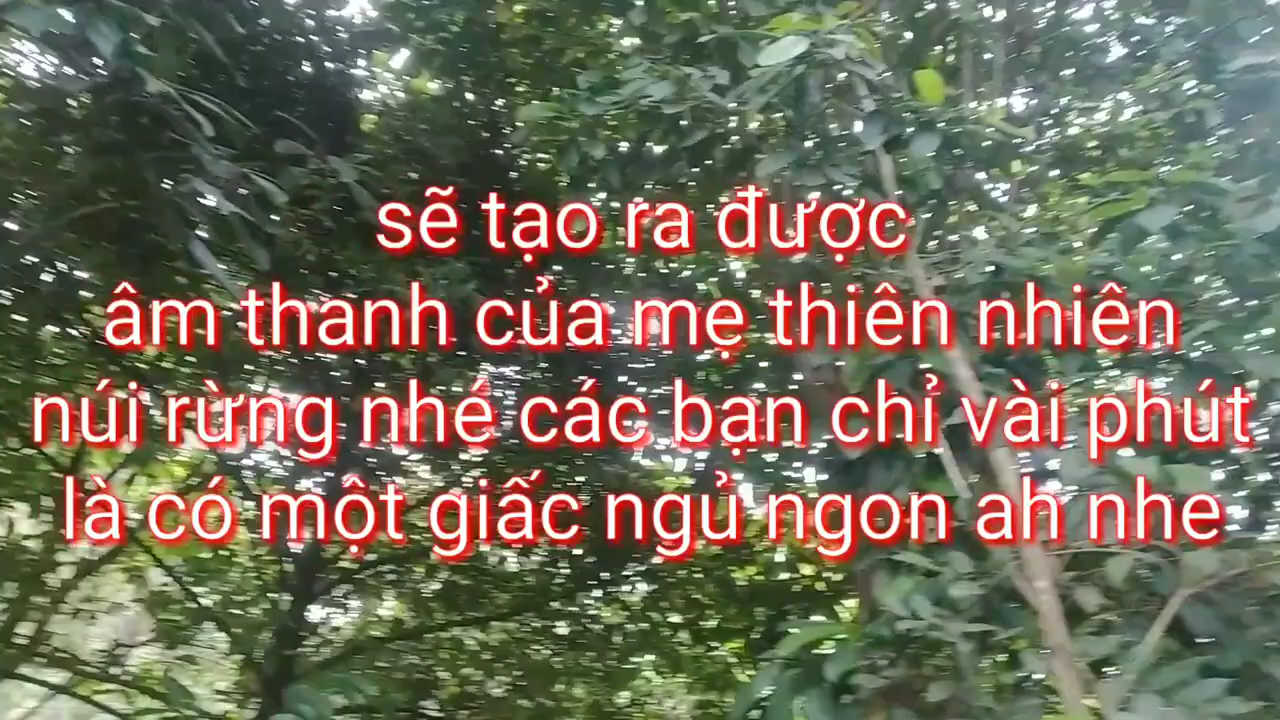 sẽ tạo ra được
âm thanh của mẹ thiên nhiên
núi rừng nhé các bạn chỉ vài phút
là có một giấc ngủ ngon ah nhe